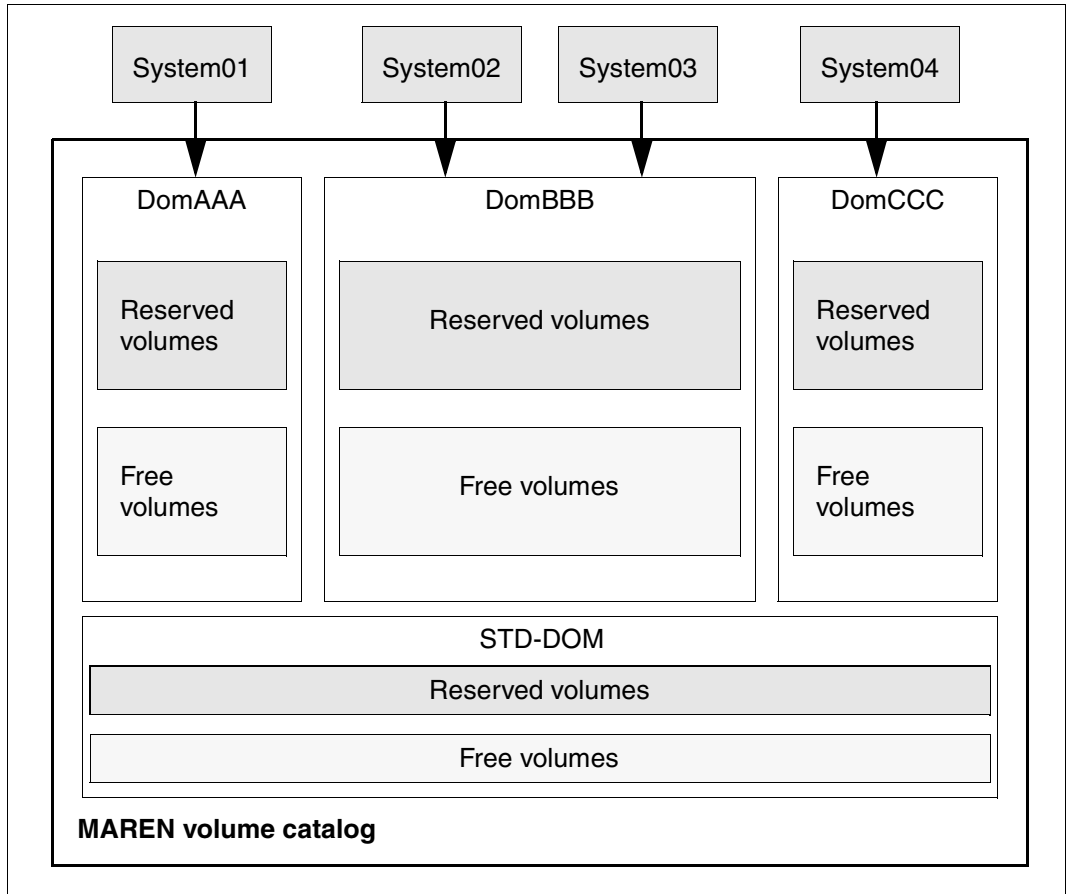 System01
System02
System03
System04
DomAAA
DomBBB
DomCCC
Reserved
volumes
Reserved volumes
Reserved
volumes
Free
volumes
Free volumes
Free
volumes
STD-DOM
Reserved volumes
Free volumes
MAREN volume catalog